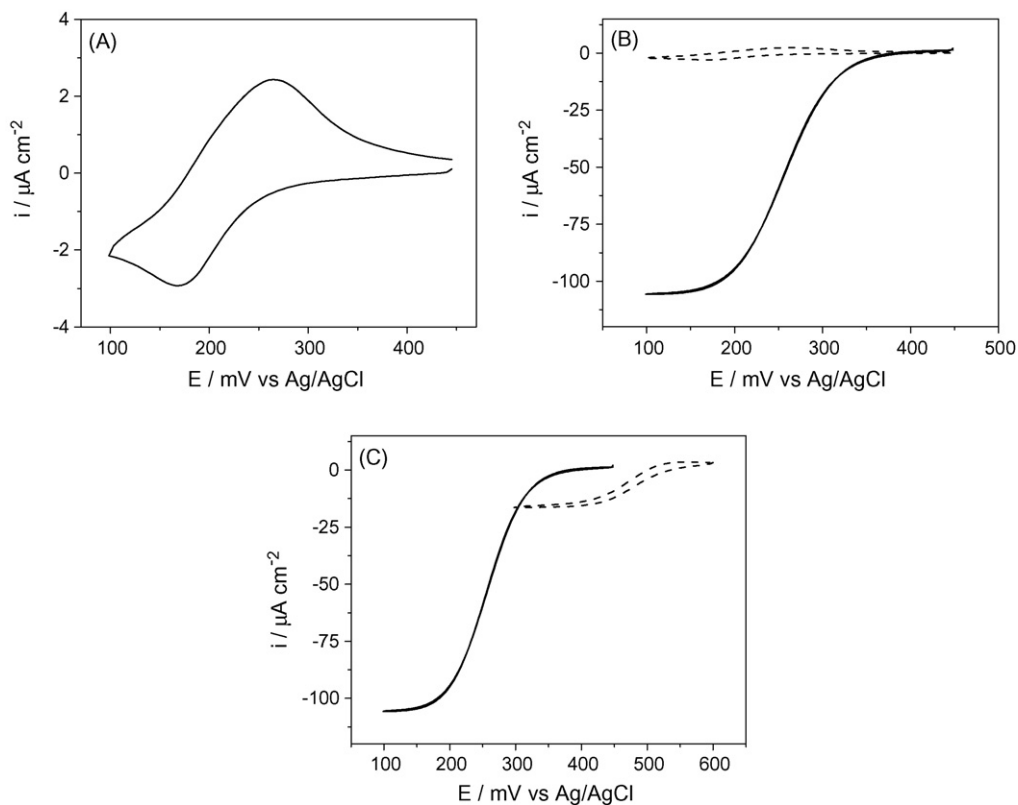 (A)
4
2
0
-2
-4
i / µA cm⁻²
100 200 300 400
E / mV vs Ag/AgCl
(B)
0
-25
-50
-75
-100
i / µA cm⁻²
100 200 300 400 500
E / mV vs Ag/AgCl
(C)
0
-25
-50
-75
-100
i / µA cm⁻²
100 200 300 400 500 600
E / mV vs Ag/AgCl